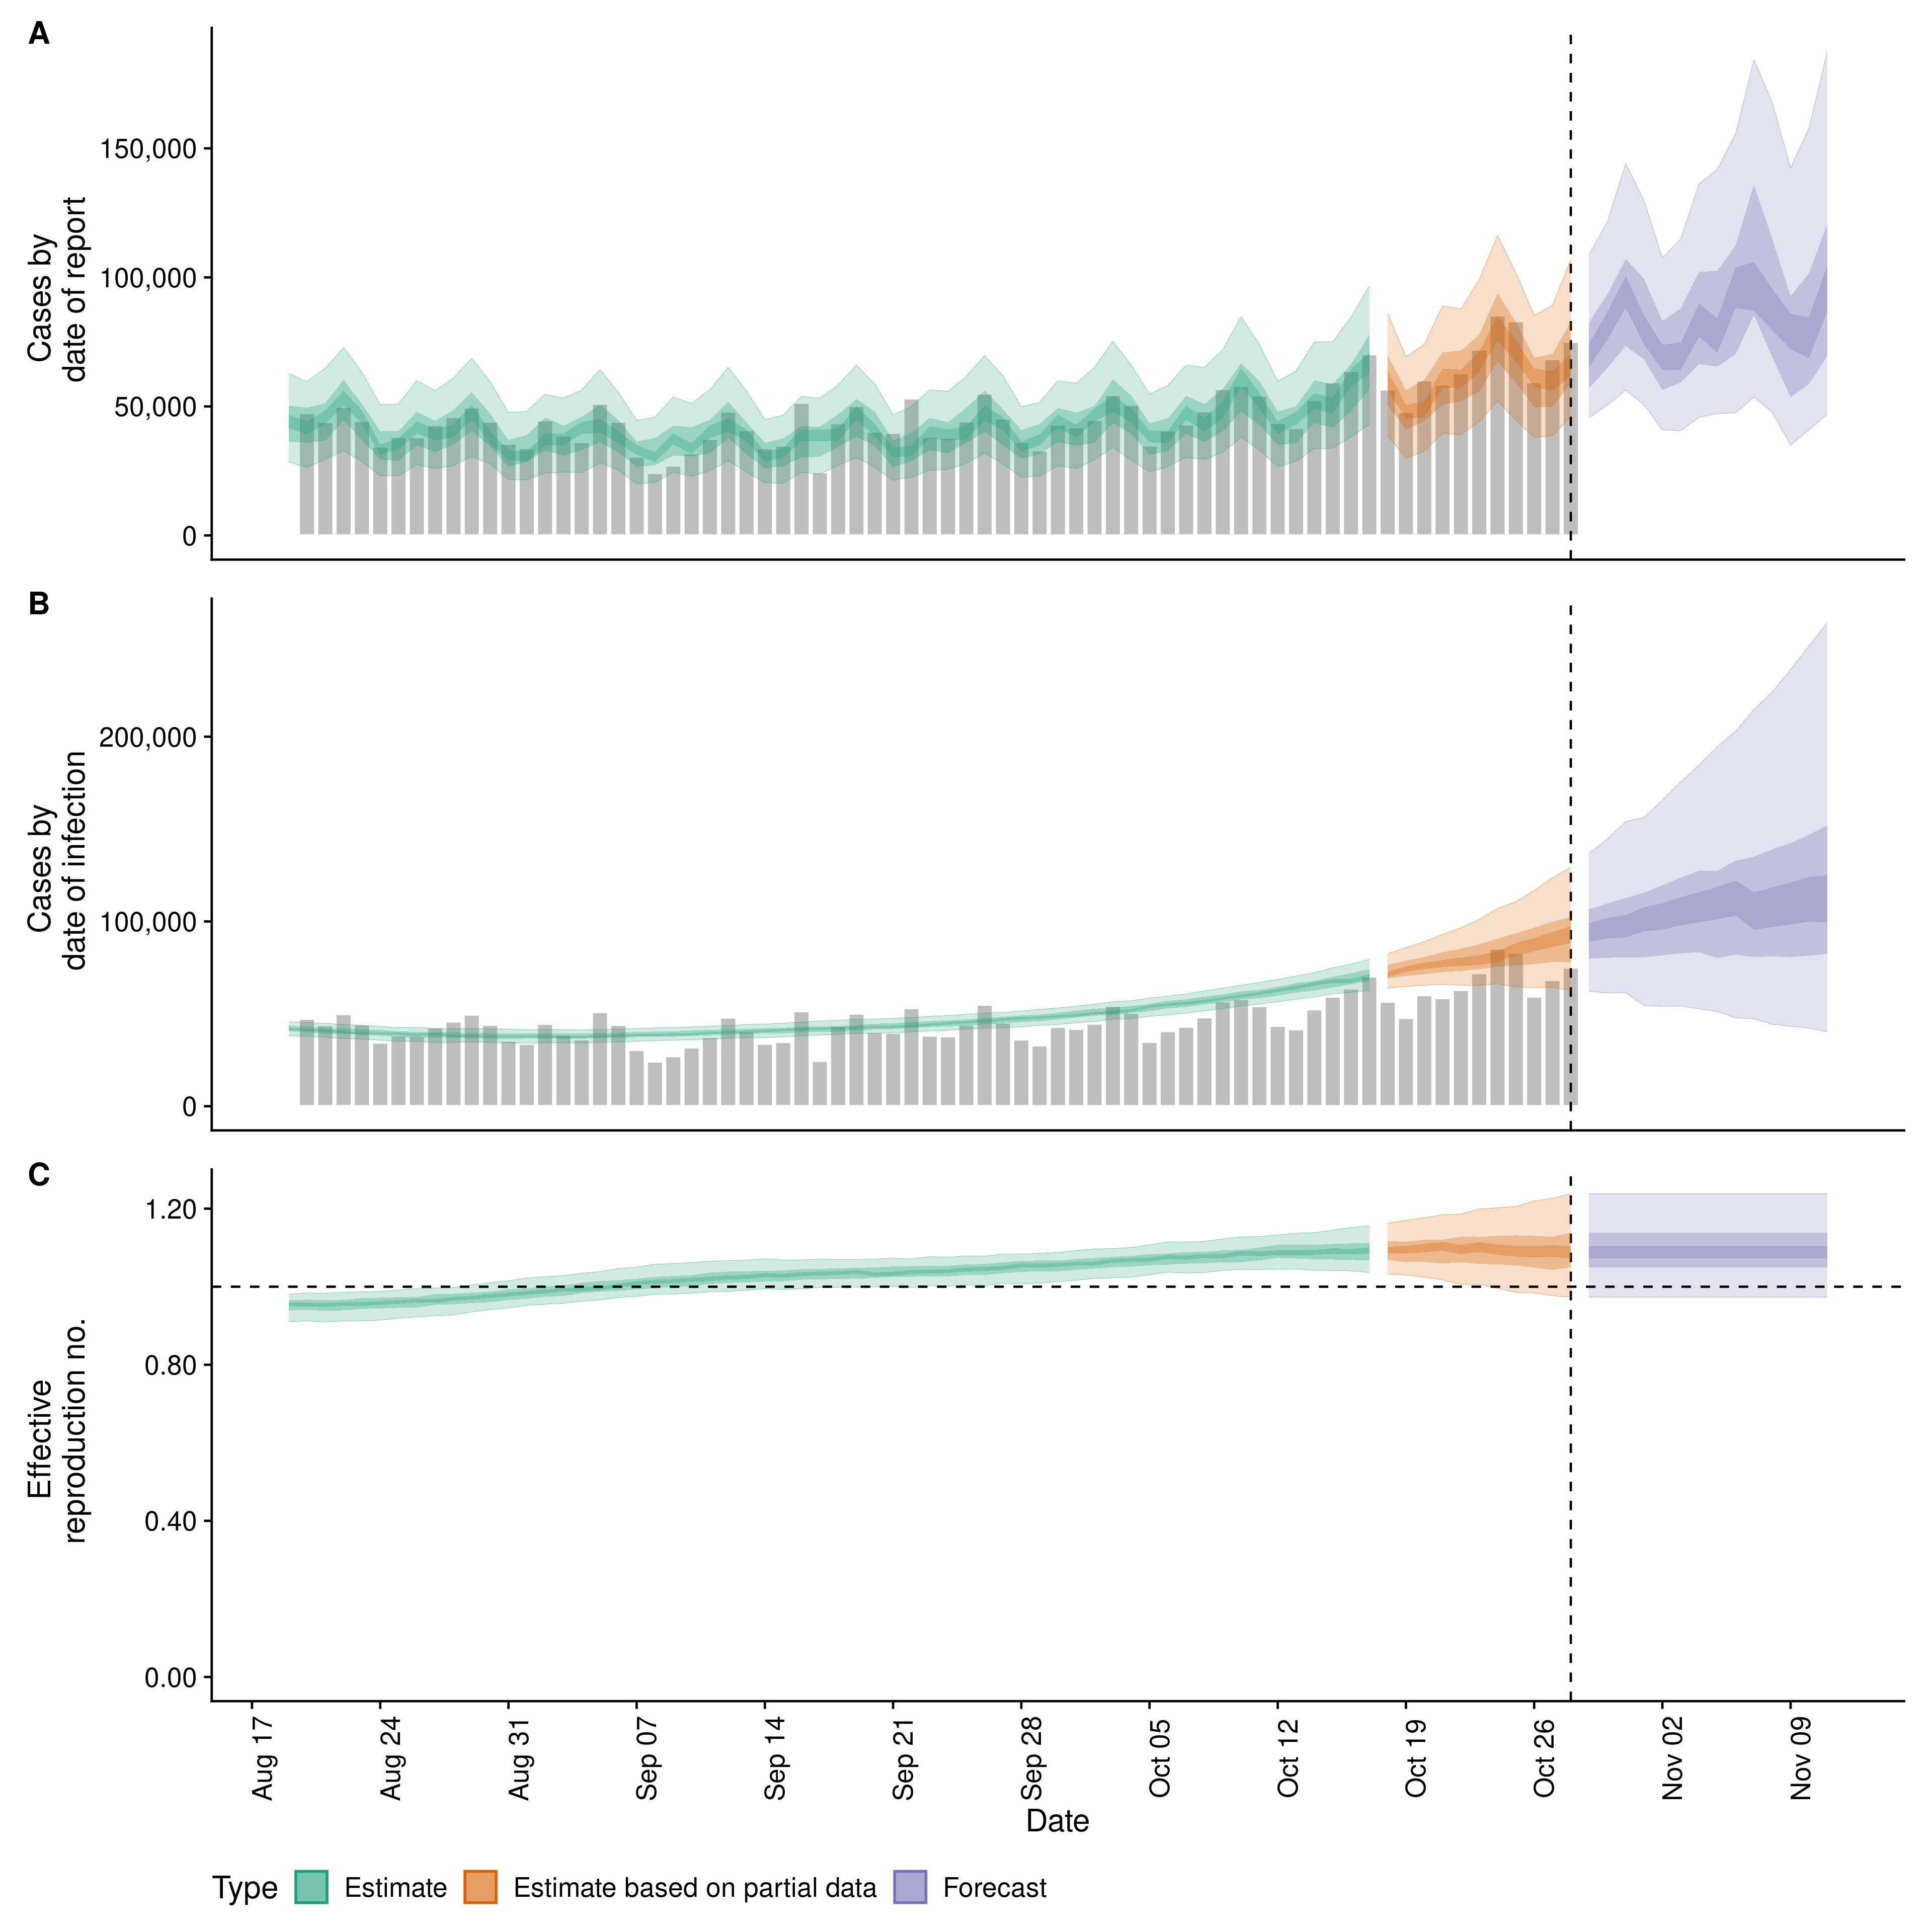 A
Cases by
date of report
150,000
100,000
50,000
0
B
Cases by
date of infection
200,000
100,000
0
C
Effective
reproduction no.
1.20
0.80
0.40
0.00
Aug 17
Aug 24
Aug 31
Sep 07
Sep 14
Sep 21
Sep 28
Oct 05
Oct 12
Oct 19
Oct 26
Nov 02
Nov 09
Date
Type Estimate Estimate based on partial data Forecast